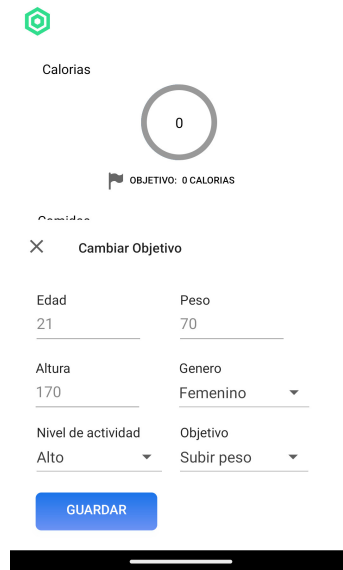 Calorias
0
OBJETIVO: 0 CALORIAS
Comidas
Cambiar Objetivo
Edad Peso
21 70
Altura Genero
170 Femenino
Nivel de actividad Objetivo
Alto Subir peso
GUARDAR